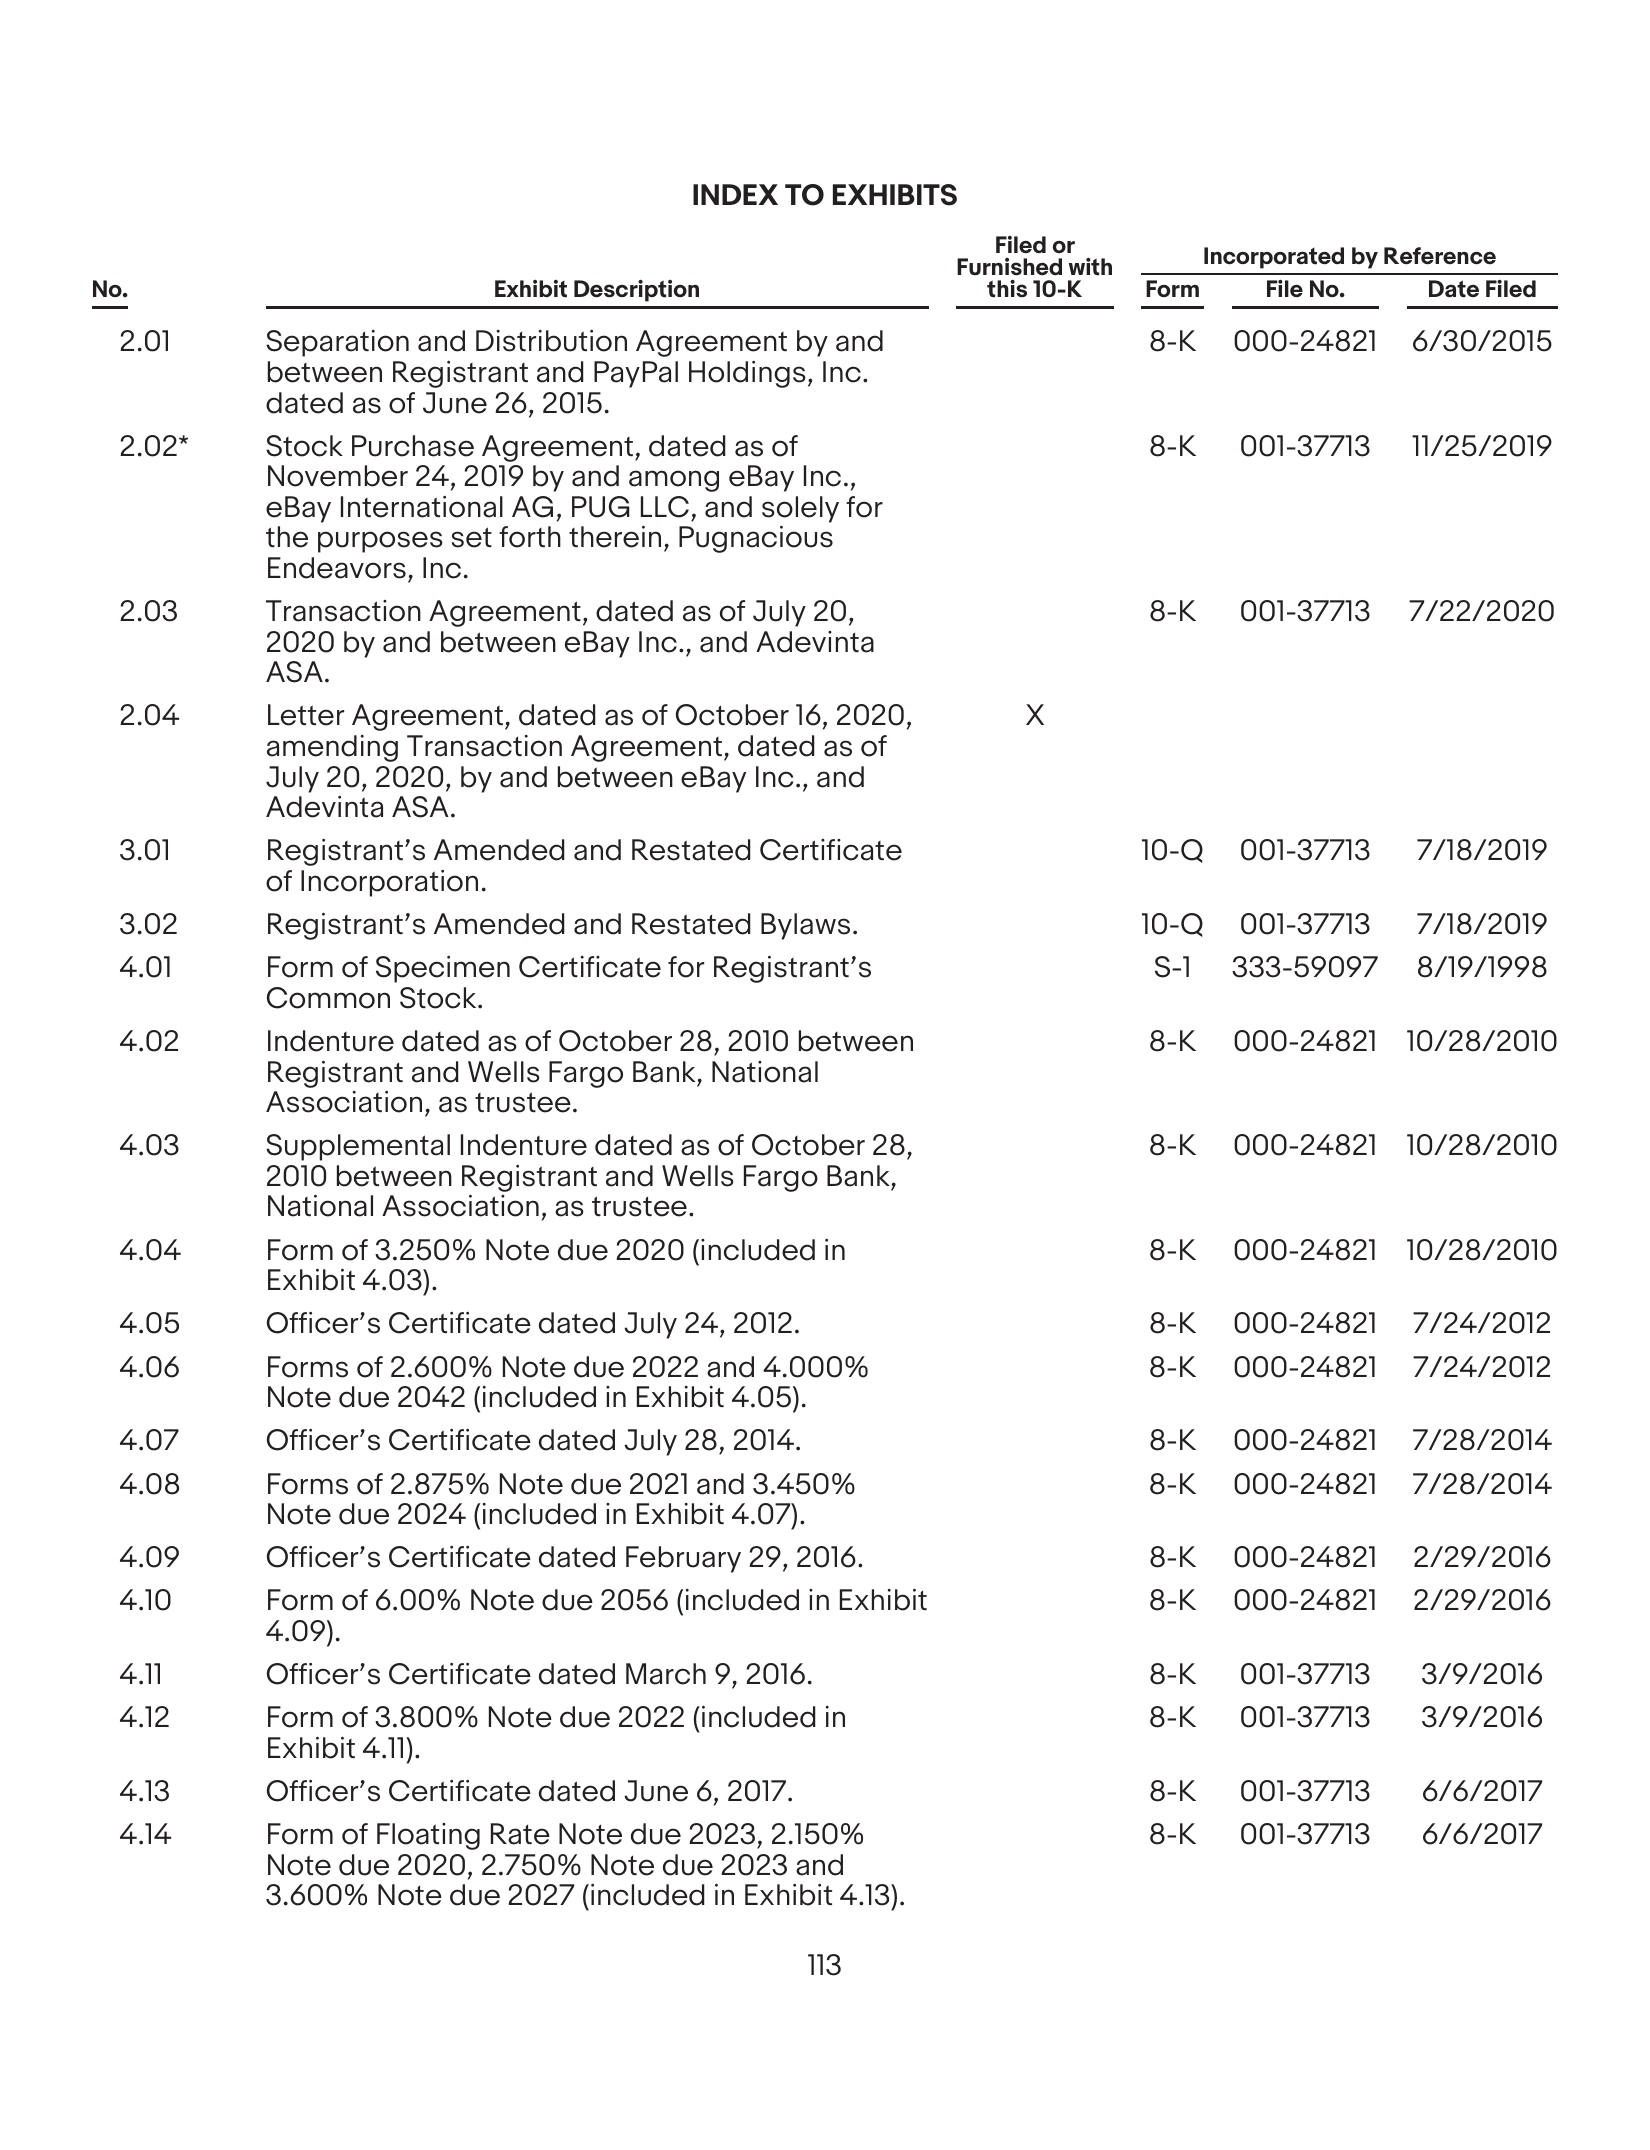 INDEX TO EXHIBITS
Filed or
Furnished with
this 10-K
Incorporated by Reference
No. Exhibit Description Form File No. Date Filed
2.01 Separation and Distribution Agreement by and 8-K 000-24821 6/30/2015
between Registrant and PayPal Holdings, Inc.
dated as of June 26, 2015.
2.02* Stock Purchase Agreement, dated as of 8-K 001-37713 11/25/2019
November 24, 2019 by and among eBay Inc.,
eBay International AG, PUG LLC, and solely for
the purposes set forth therein, Pugnacious
Endeavors, Inc.
2.03 Transaction Agreement, dated as of July 20, 8-K 001-37713 7/22/2020
2020 by and between eBay Inc., and Adevinta
ASA.
2.04 Letter Agreement, dated as of October 16, 2020, X
amending Transaction Agreement, dated as of
July 20, 2020, by and between eBay Inc., and
Adevinta ASA.
3.01 Registrant’s Amended and Restated Certificate 10-Q 001-37713 7/18/2019
of Incorporation.
3.02 Registrant’s Amended and Restated Bylaws. 10-Q 001-37713 7/18/2019
4.01 Form of Specimen Certificate for Registrant’s S-1 333-59097 8/19/1998
Common Stock.
4.02 Indenture dated as of October 28, 2010 between 8-K 000-24821 10/28/2010
Registrant and Wells Fargo Bank, National
Association, as trustee.
4.03 Supplemental Indenture dated as of October 28, 8-K 000-24821 10/28/2010
2010 between Registrant and Wells Fargo Bank,
National Association, as trustee.
4.04 Form of 3.250% Note due 2020 (included in 8-K 000-24821 10/28/2010
Exhibit 4.03).
4.05 Officer’s Certificate dated July 24, 2012. 8-K 000-24821 7/24/2012
4.06 Forms of 2.600% Note due 2022 and 4.000% 8-K 000-24821 7/24/2012
Note due 2042 (included in Exhibit 4.05).
4.07 Officer’s Certificate dated July 28, 2014. 8-K 000-24821 7/28/2014
4.08 Forms of 2.875% Note due 2021 and 3.450% 8-K 000-24821 7/28/2014
Note due 2024 (included in Exhibit 4.07).
4.09 Officer’s Certificate dated February 29, 2016. 8-K 000-24821 2/29/2016
4.10 Form of 6.00% Note due 2056 (included in Exhibit 8-K 000-24821 2/29/2016
4.09).
4.11 Officer’s Certificate dated March 9, 2016. 8-K 001-37713 3/9/2016
4.12 Form of 3.800% Note due 2022 (included in 8-K 001-37713 3/9/2016
Exhibit 4.11).
4.13 Officer’s Certificate dated June 6, 2017. 8-K 001-37713 6/6/2017
4.14 Form of Floating Rate Note due 2023, 2.150% 8-K 001-37713 6/6/2017
Note due 2020, 2.750% Note due 2023 and
3.600% Note due 2027 (included in Exhibit 4.13).
113